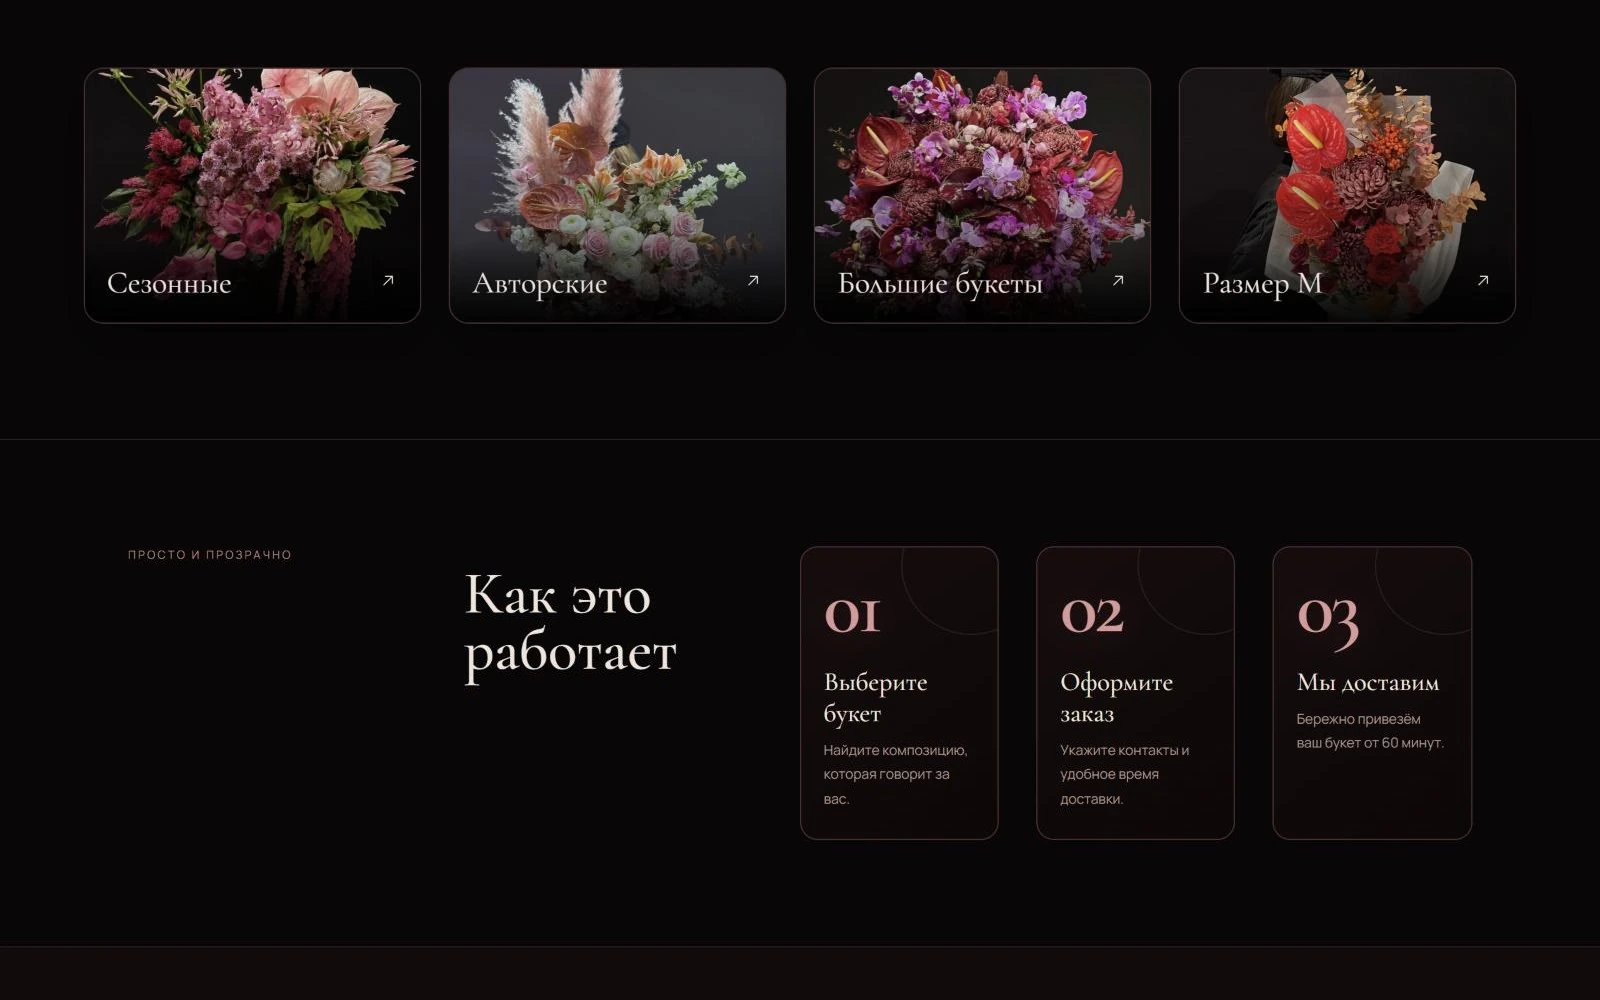 Сезонные
Авторские
Большие букеты
Размер М
ПРОСТО И ПРОЗРАЧНО
Как это
работает
01
Выберите
букет
Найдите композицию,
которая говорит за
вас.
02
Оформите
заказ
Укажите контакты и
удобное время
доставки.
03
Мы доставим
Бережно привезём
ваш букет от 60 минут.